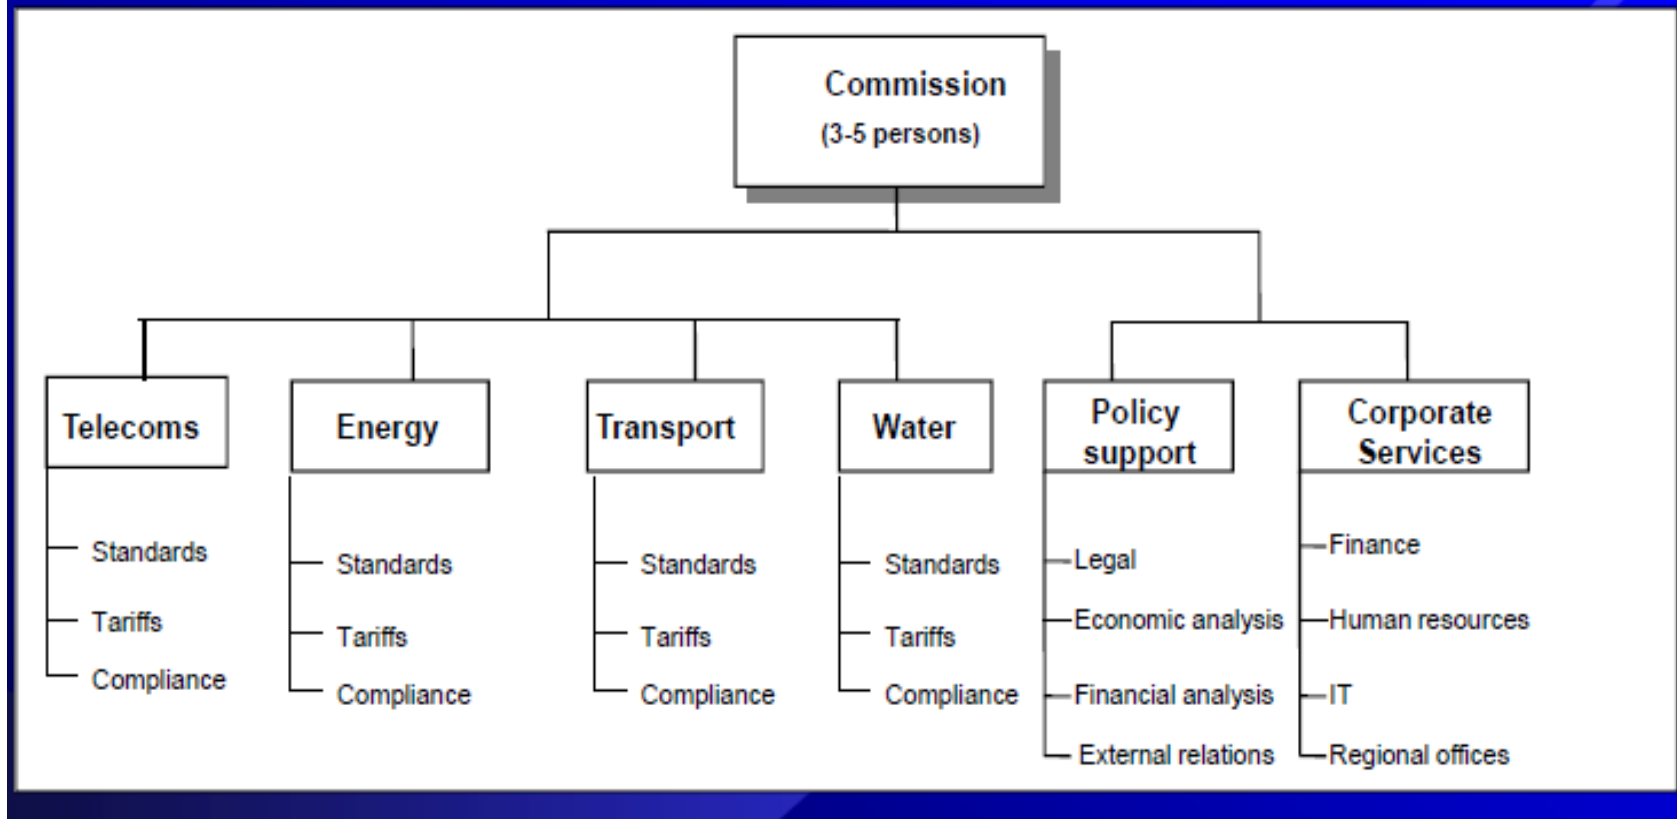 Commission
(3-5 persons)
Telecoms
Standards
Tariffs
Compliance
Energy
Standards
Tariffs
Compliance
Transport
Standards
Tariffs
Compliance
Water
Standards
Tariffs
Compliance
Policy
support
Legal
Economic analysis
Financial analysis
External relations
Corporate
Services
Finance
Human resources
IT
Regional offices